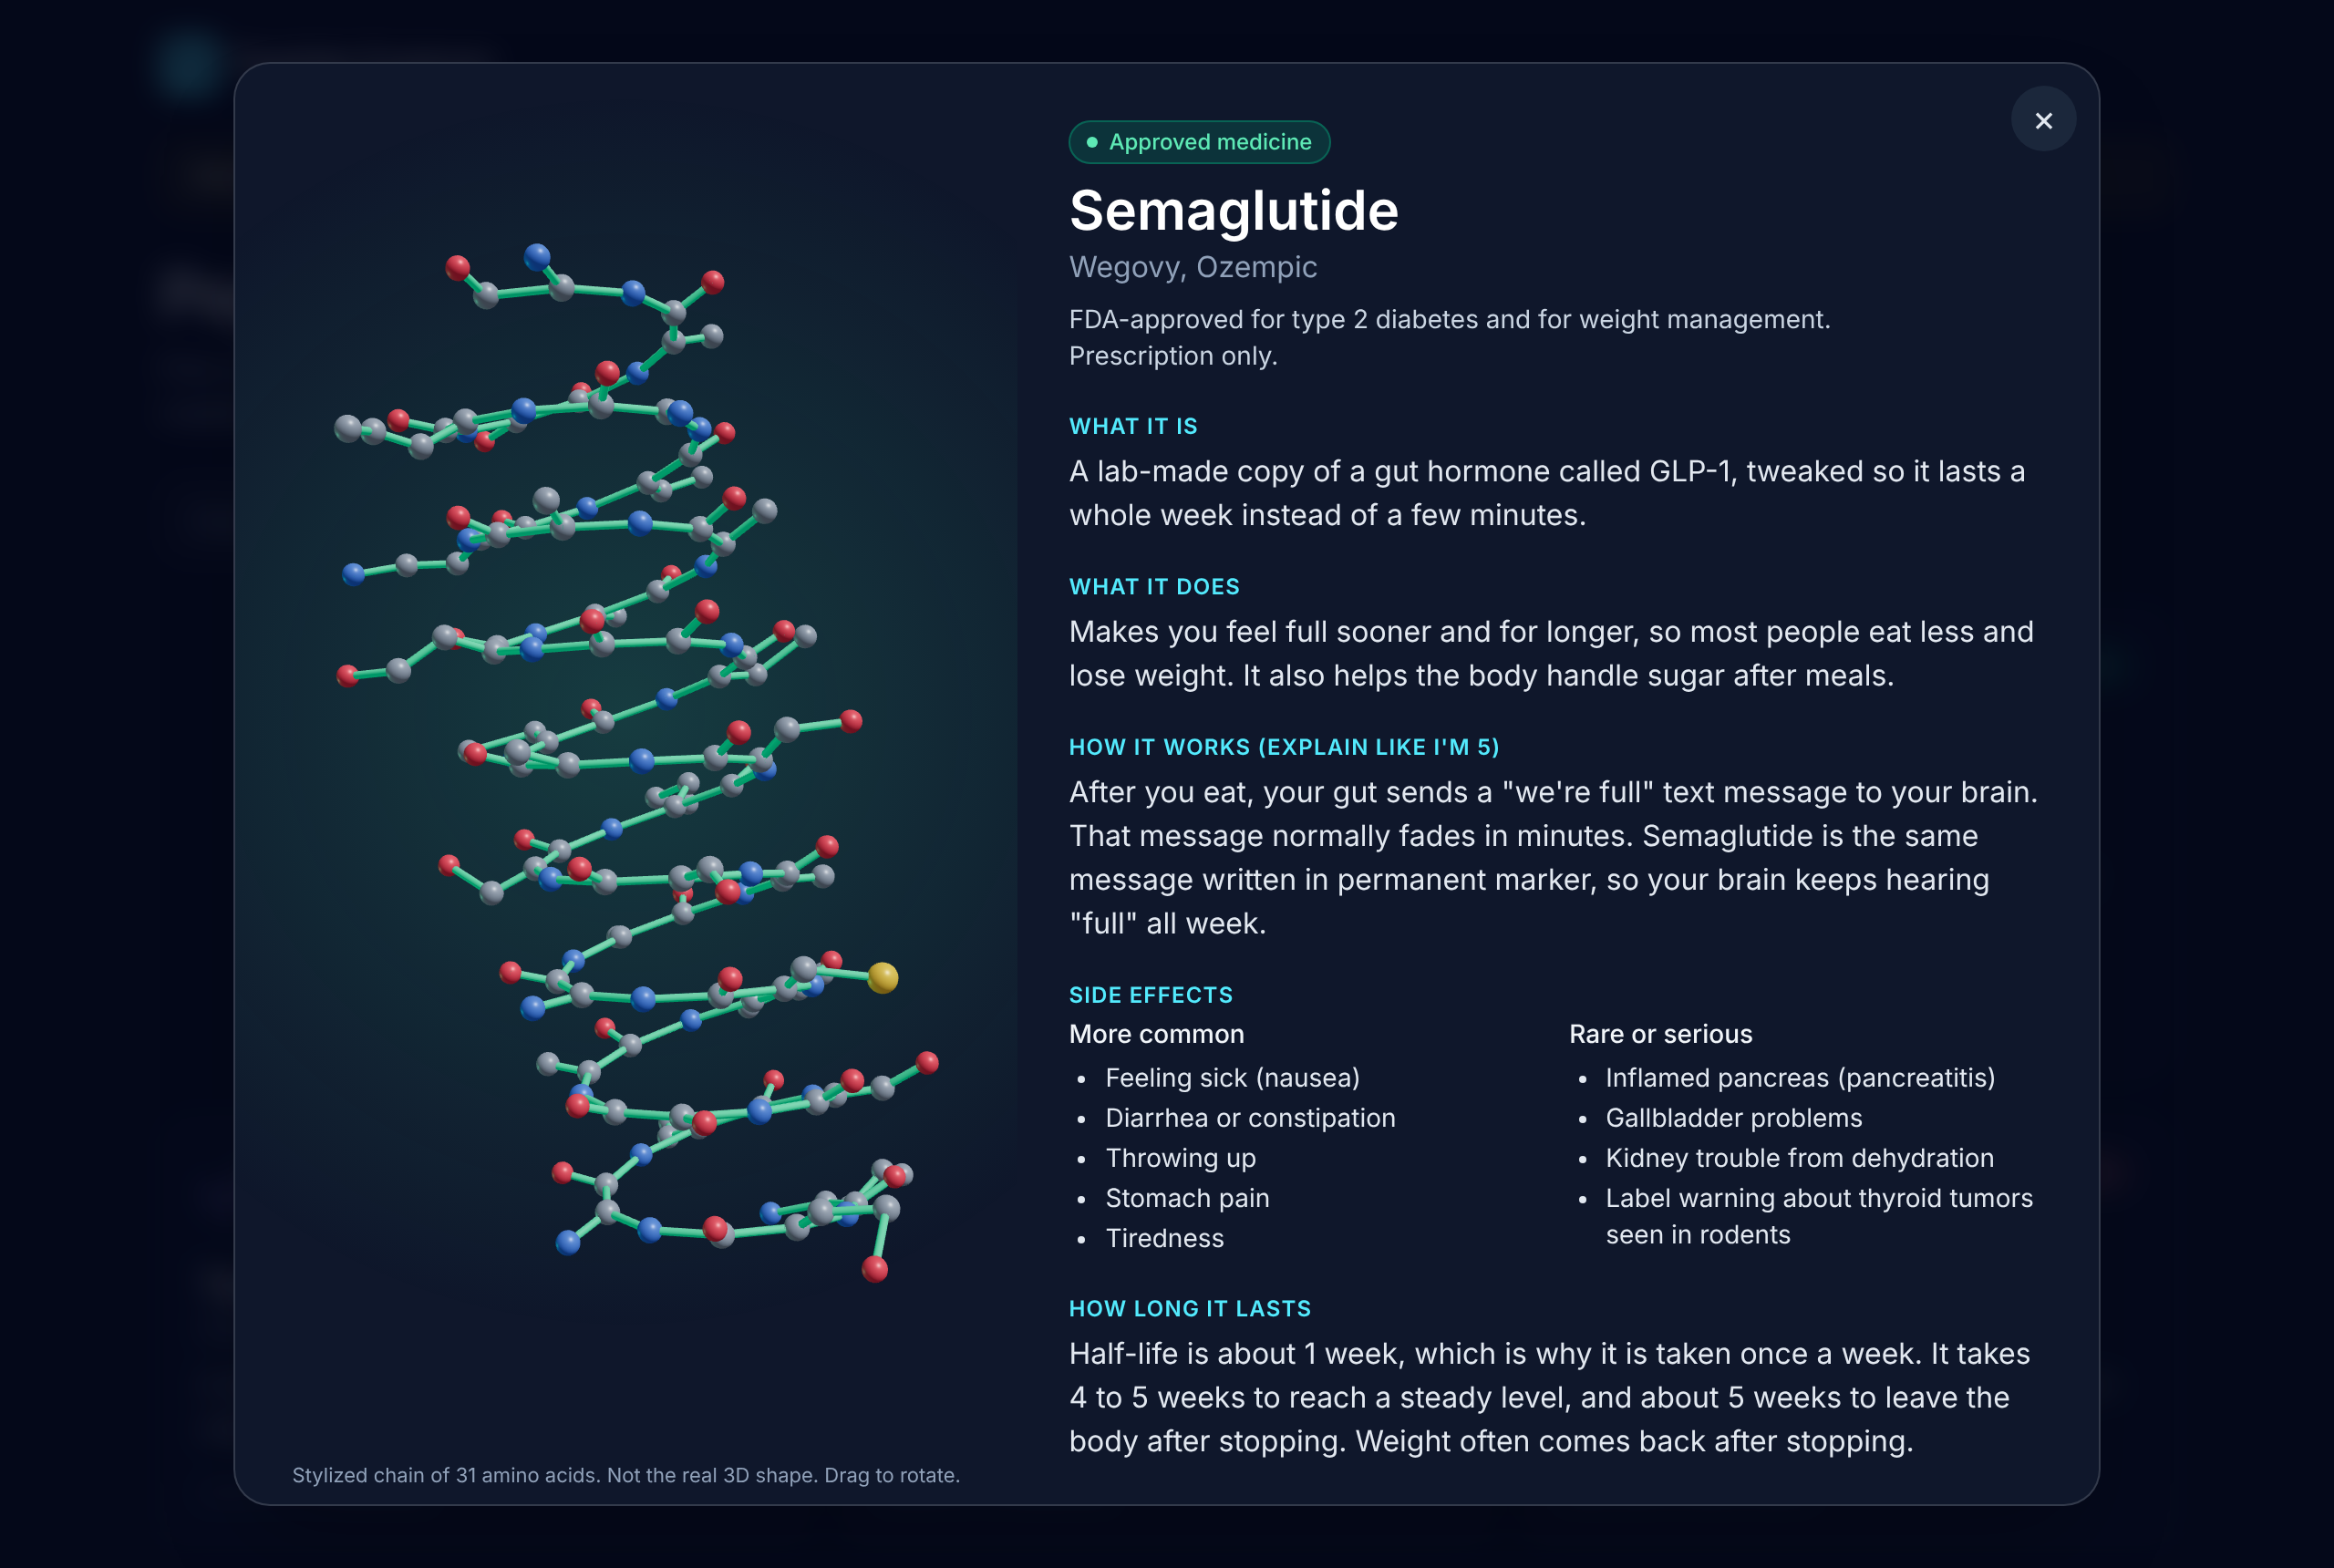 Approved medicine
Semaglutide
Wegovy, Ozempic
FDA-approved for type 2 diabetes and for weight management.
Prescription only.
WHAT IT IS
A lab-made copy of a gut hormone called GLP-1, tweaked so it lasts a
whole week instead of a few minutes.
WHAT IT DOES
Makes you feel full sooner and for longer, so most people eat less and
lose weight. It also helps the body handle sugar after meals.
HOW IT WORKS (EXPLAIN LIKE I'M 5)
After you eat, your gut sends a "we're full" text message to your brain.
That message normally fades in minutes. Semaglutide is the same
message written in permanent marker, so your brain keeps hearing
"full" all week.
SIDE EFFECTS
More common
• Feeling sick (nausea)
• Diarrhea or constipation
• Throwing up
• Stomach pain
• Tiredness
Rare or serious
• Inflamed pancreas (pancreatitis)
• Gallbladder problems
• Kidney trouble from dehydration
• Label warning about thyroid tumors
seen in rodents
HOW LONG IT LASTS
Half-life is about 1 week, which is why it is taken once a week. It takes
4 to 5 weeks to reach a steady level, and about 5 weeks to leave the
body after stopping. Weight often comes back after stopping.
Stylized chain of 31 amino acids. Not the real 3D shape. Drag to rotate.